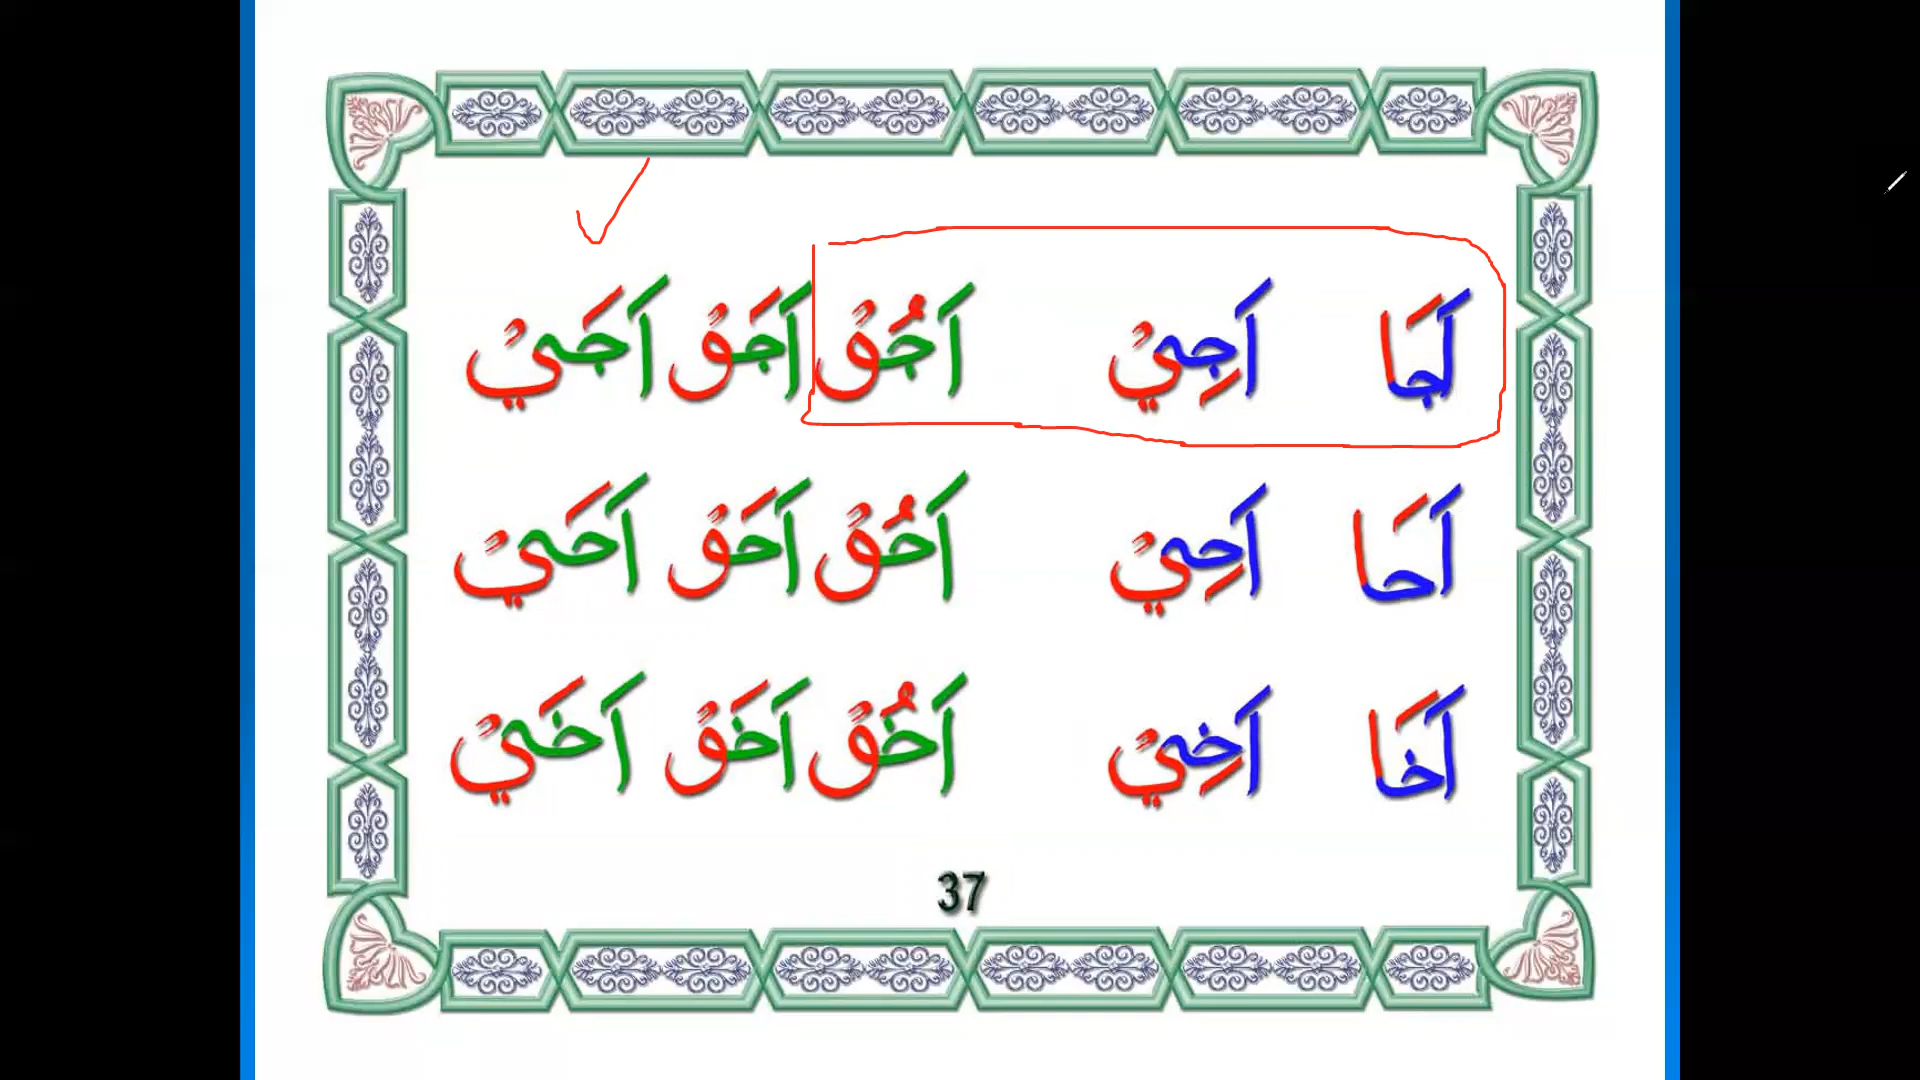 اَجَا اَجِيْ اَجُوْ اَجَوْ اَجَيْ
اَحَا اَحِيْ اَحُوْ اَحَوْ اَحَيْ
اَخَا اَخِيْ اَخُوْ اَخَوْ اَخَيْ
37